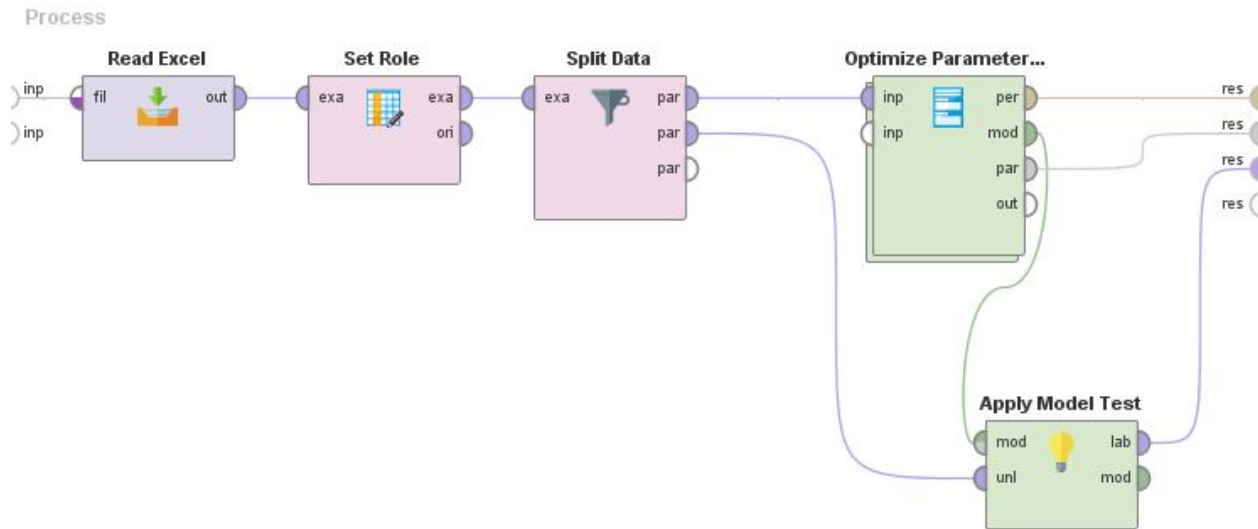 Process
Read Excel
Set Role
Split Data
Optimize Parameter...
inp
inp
fil
out
exa
exa
ori
exa
par
par
par
inp
inp
per
mod
par
out
res
res
res
res
Apply Model Test
mod
unl
lab
mod